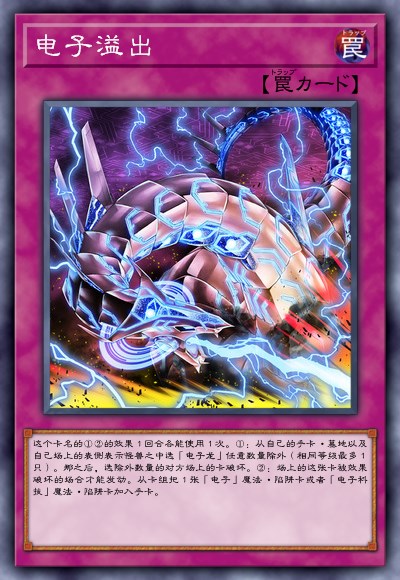 电子溢出
トラップ
罠
トラップ
【罠カード】
这个卡名的①②的效果1回合各能使用1次。①：从自己的手卡・墓地以及
自己场上的表侧表示怪兽之中选「电子龙」任意数量除外（相同等级最多1
只）。那之后，选除外数量的对方场上的卡破坏。②：场上的这张卡被效果
破坏的场合才能发动。从卡组把1张「电子」魔法・陷阱卡或者「电子科
技」魔法・陷阱卡加入手卡。